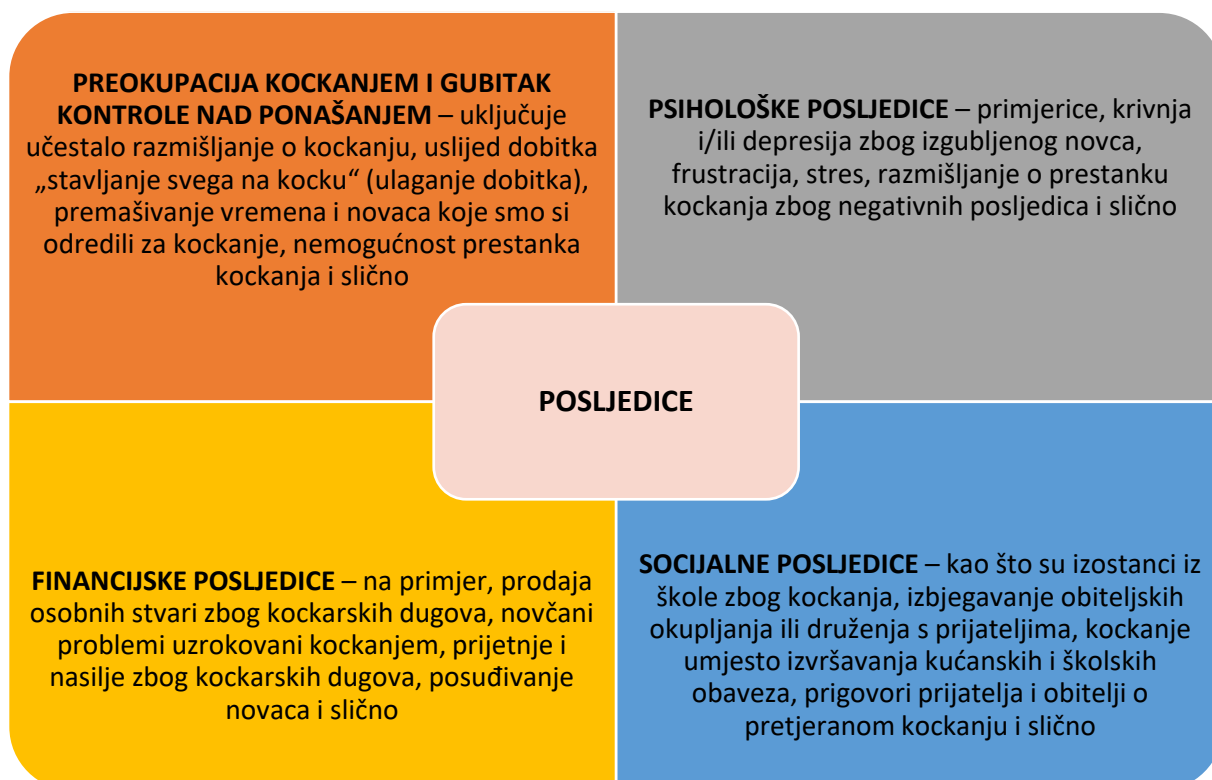 PREOKUPACIJA KOCKANJEM I GUBITAK
KONTROLE NAD PONAŠANJEM – uključuje
učestalo razmišljanje o kockanju, uslijed dobitka
„stavljanje svega na kocku“ (ulaganje dobitka),
premašivanje vremena i novaca koje smo si
odredili za kockanje, nemogućnost prestanka
kockanja i slično
PSIHOLOŠKE POSLJEDICE – primjerice, krivnja
i/ili depresija zbog izgubljenog novca,
frustracija, stres, razmišljanje o prestanku
kockanja zbog negativnih posljedica i slično
POSLJEDICE
FINANCIJSKE POSLJEDICE – na primjer, prodaja
osobnih stvari zbog kockarskih dugova, novčani
problemi uzrokovani kockanjem, prijetnje i
nasilje zbog kockarskih dugova, posuđivanje
novaca i slično
SOCIJALNE POSLJEDICE – kao što su izostanci iz
škole zbog kockanja, izbjegavanje obiteljskih
okupljanja ili druženja s prijateljima, kockanje
umjesto izvršavanja kućanskih i školskih
obaveza, prigovori prijatelja i obitelji o
pretjeranom kockanju i slično